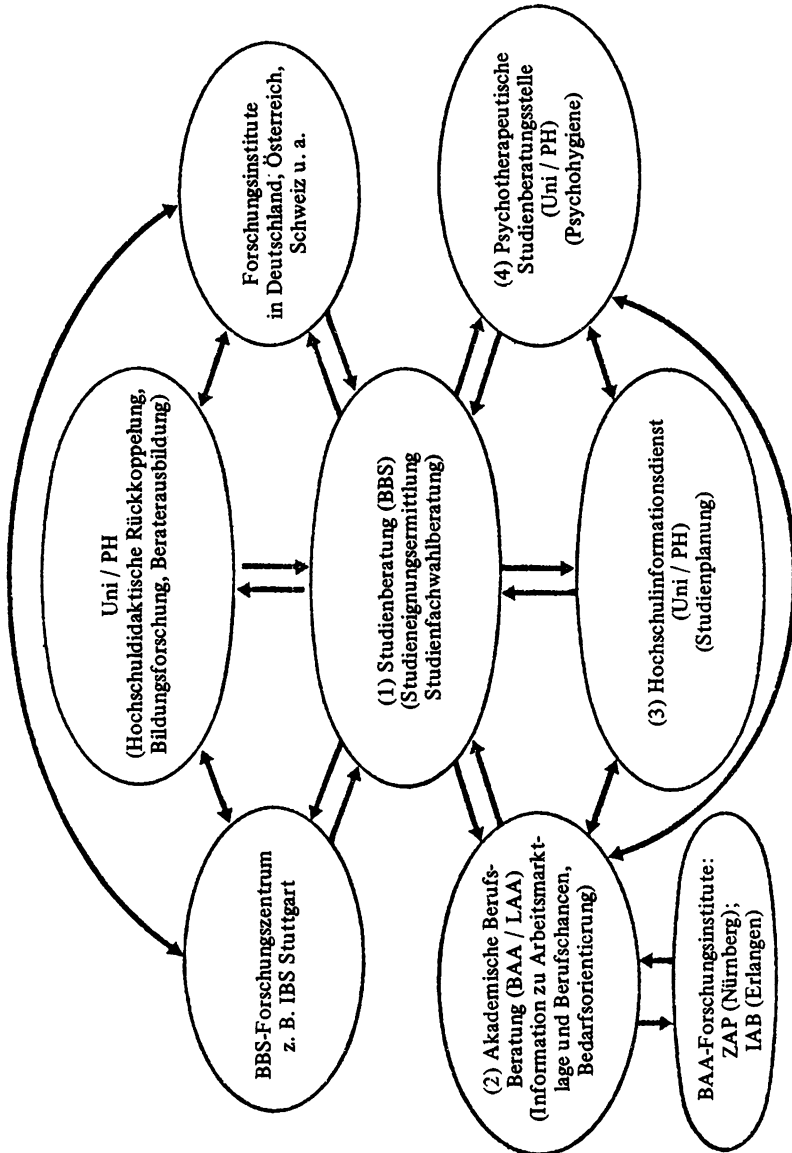 BBS-Forschungszentrum
z. B. IBS Stuttgart
Uni / PH
(Hochschuldidaktische Rückkoppelung,
Bildungsforschung, Beraterausbildung)
Forschungsinstitute
in Deutschland, Österreich,
Schweiz u. a.
(1) Studienberatung (BBS)
(Studieneignungsermittlung
Studienfachwahlberatung)
(2) Akademische Berufs-
Beratung (BAA / LAA)
(Information zu Arbeitsmarkt-
lage und Berufschancen,
Bedarfsorientierung)
(3) Hochschulinformationsdienst
(Uni / PH)
(Studienplanung)
(4) Psychotherapeutische
Studienberatungsstelle
(Uni / PH)
(Psychohygiene)
BAA-Forschungsinstitute:
ZAP (Nürnberg);
IAB (Erlangen)